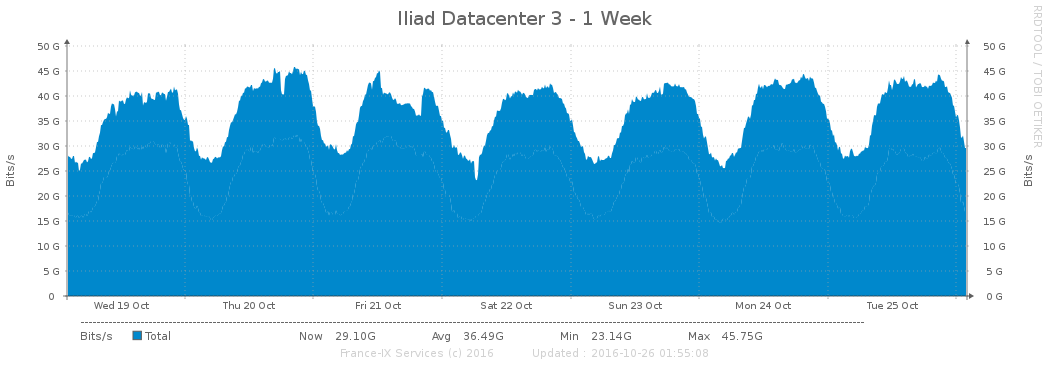 Iliad Datacenter 3 - 1 Week
RRDTOOL / TOBI OETIKER
50 G 50 G
45 G 45 G
40 G 40 G
35 G 35 G
30 G 30 G
25 G 25 G
20 G 20 G
15 G 15 G
10 G 10 G
5 G 5 G
0 0 G
Bits/s
Bits/s
Wed 19 Oct Thu 20 Oct Fri 21 Oct Sat 22 Oct Sun 23 Oct Mon 24 Oct Tue 25 Oct
Bits/s Total Now 29.10G Avg 36.49G Min 23.14G Max 45.75G
France-IX Services (c) 2016 Updated : 2016-10-26 01:55:08